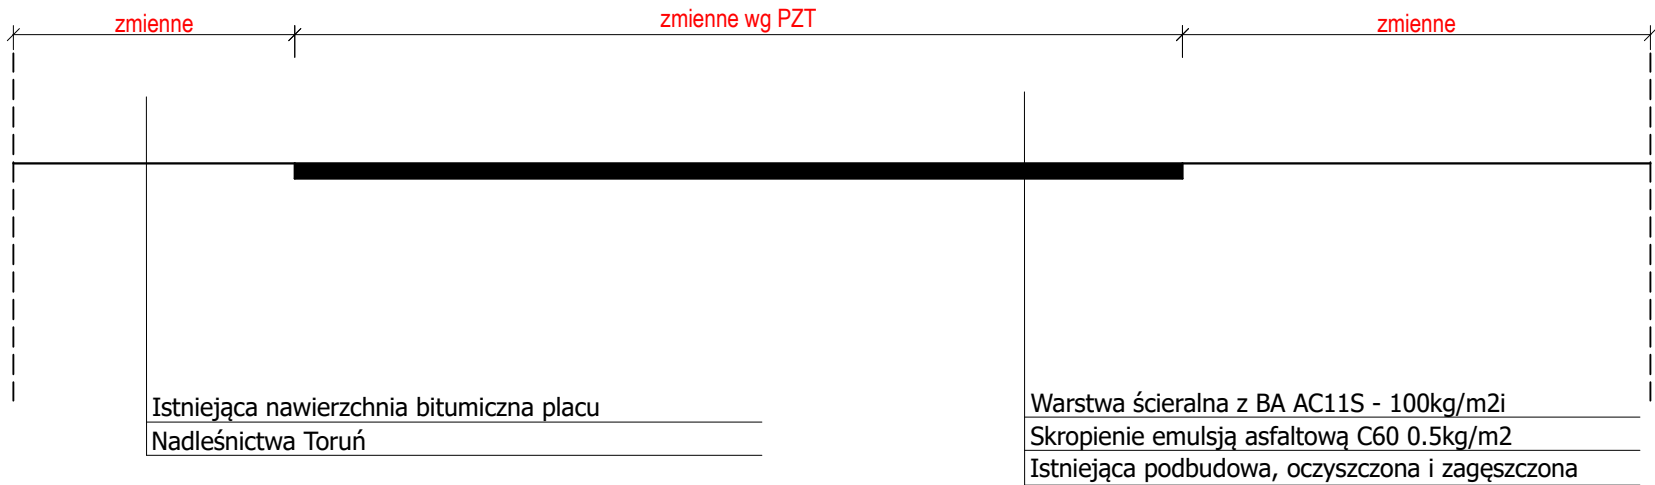 zmienne
zmienne wg PZT
zmienne
Istniejąca nawierzchnia bitumiczna placu
Nadleśnictwa Toruń
Warstwa ścieralna z BA AC11S - 100kg/m2i
Skropienie emulsją asfaltową C60 0.5kg/m2
Istniejąca podbudowa, oczyszczona i zagęszczona